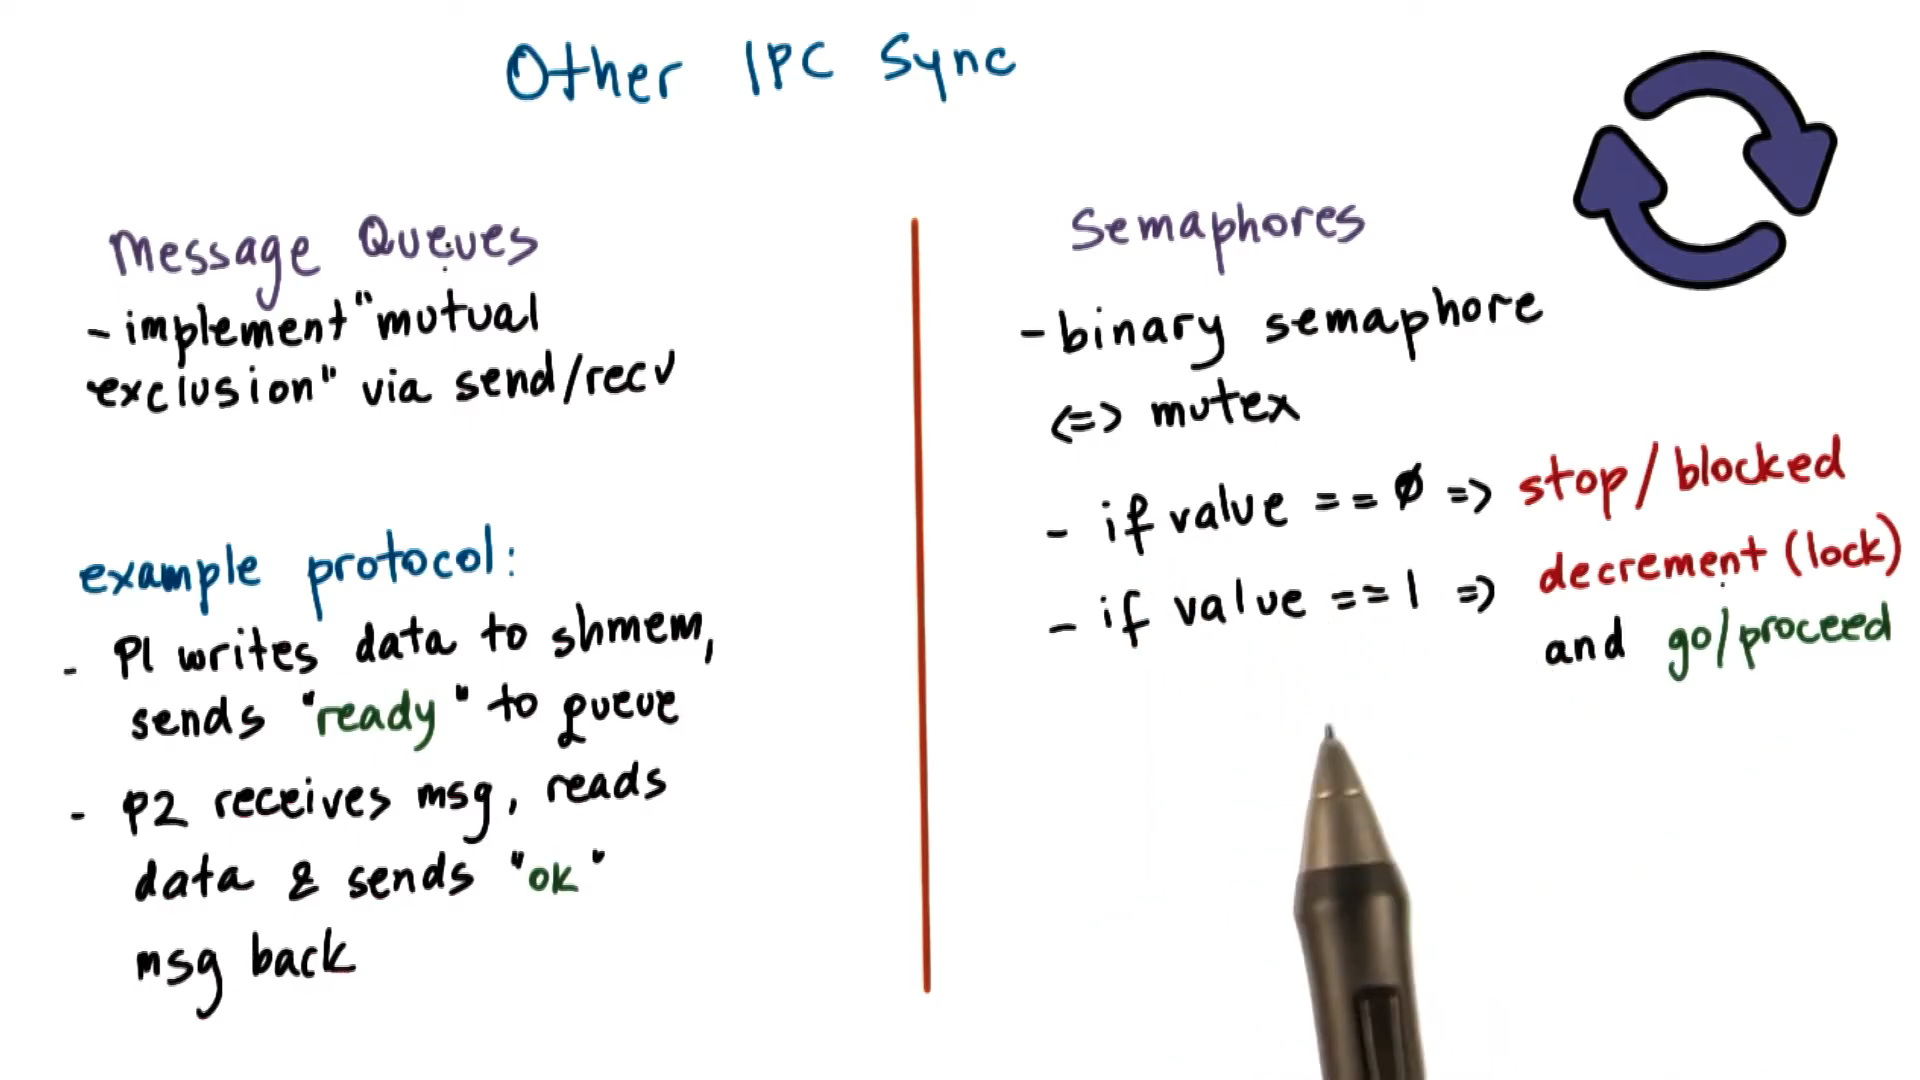 Other IPC Sync
Message Queues
- implement "mutual
exclusion" via send/recv
example protocol:
- P1 writes data to shmem,
sends "ready" to queue
- P2 receives msg, reads
data & sends "ok"
msg back
Semaphores
- binary semaphore
<=> mutex
- if value == 0 => stop/blocked
- if value == 1 => decrement (lock)
and go/proceed